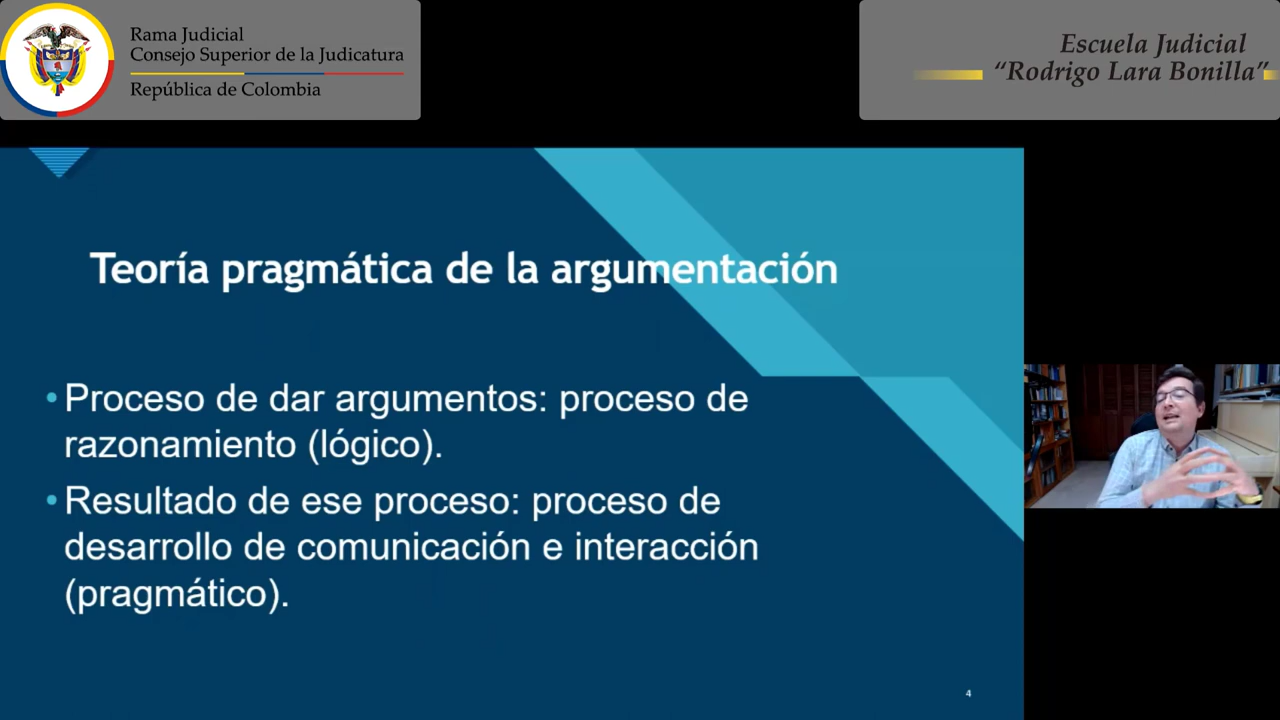 Rama Judicial
Consejo Superior de la Judicatura
República de Colombia
Escuela Judicial
“Rodrigo Lara Bonilla”
Teoría pragmática de la argumentación
• Proceso de dar argumentos: proceso de
razonamiento (lógico).
• Resultado de ese proceso: proceso de
desarrollo de comunicación e interacción
(pragmático).
4